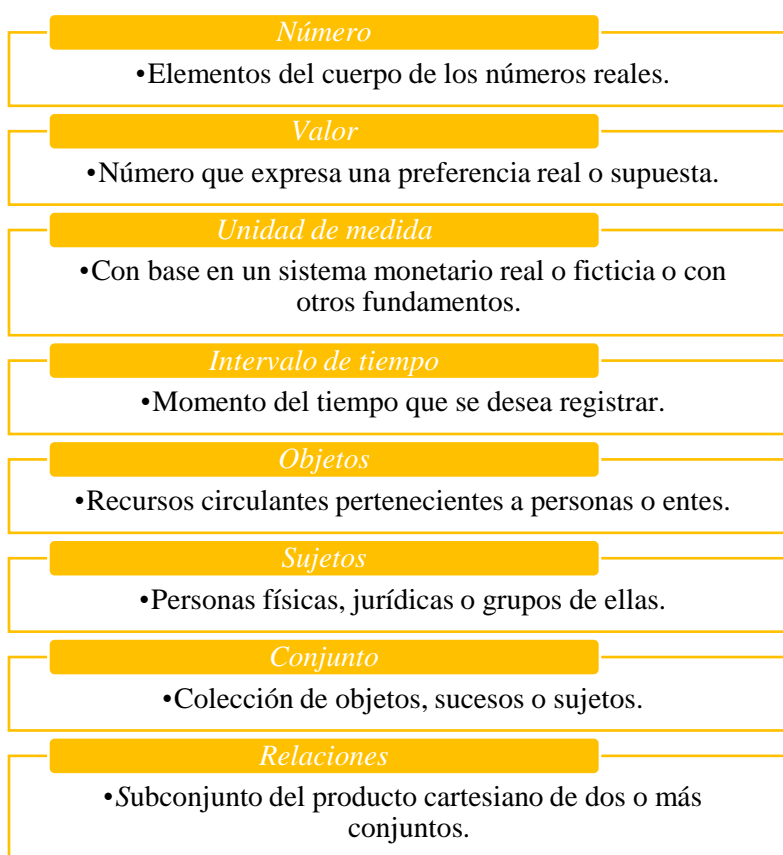 Número
•Elementos del cuerpo de los números reales.
Valor
•Número que expresa una preferencia real o supuesta.
Unidad de medida
•Con base en un sistema monetario real o ficticia o con
otros fundamentos.
Intervalo de tiempo
•Momento del tiempo que se desea registrar.
Objetos
•Recursos circulantes pertenecientes a personas o entes.
Sujetos
•Personas físicas, jurídicas o grupos de ellas.
Conjunto
•Colección de objetos, sucesos o sujetos.
Relaciones
•Subconjunto del producto cartesiano de dos o más
conjuntos.